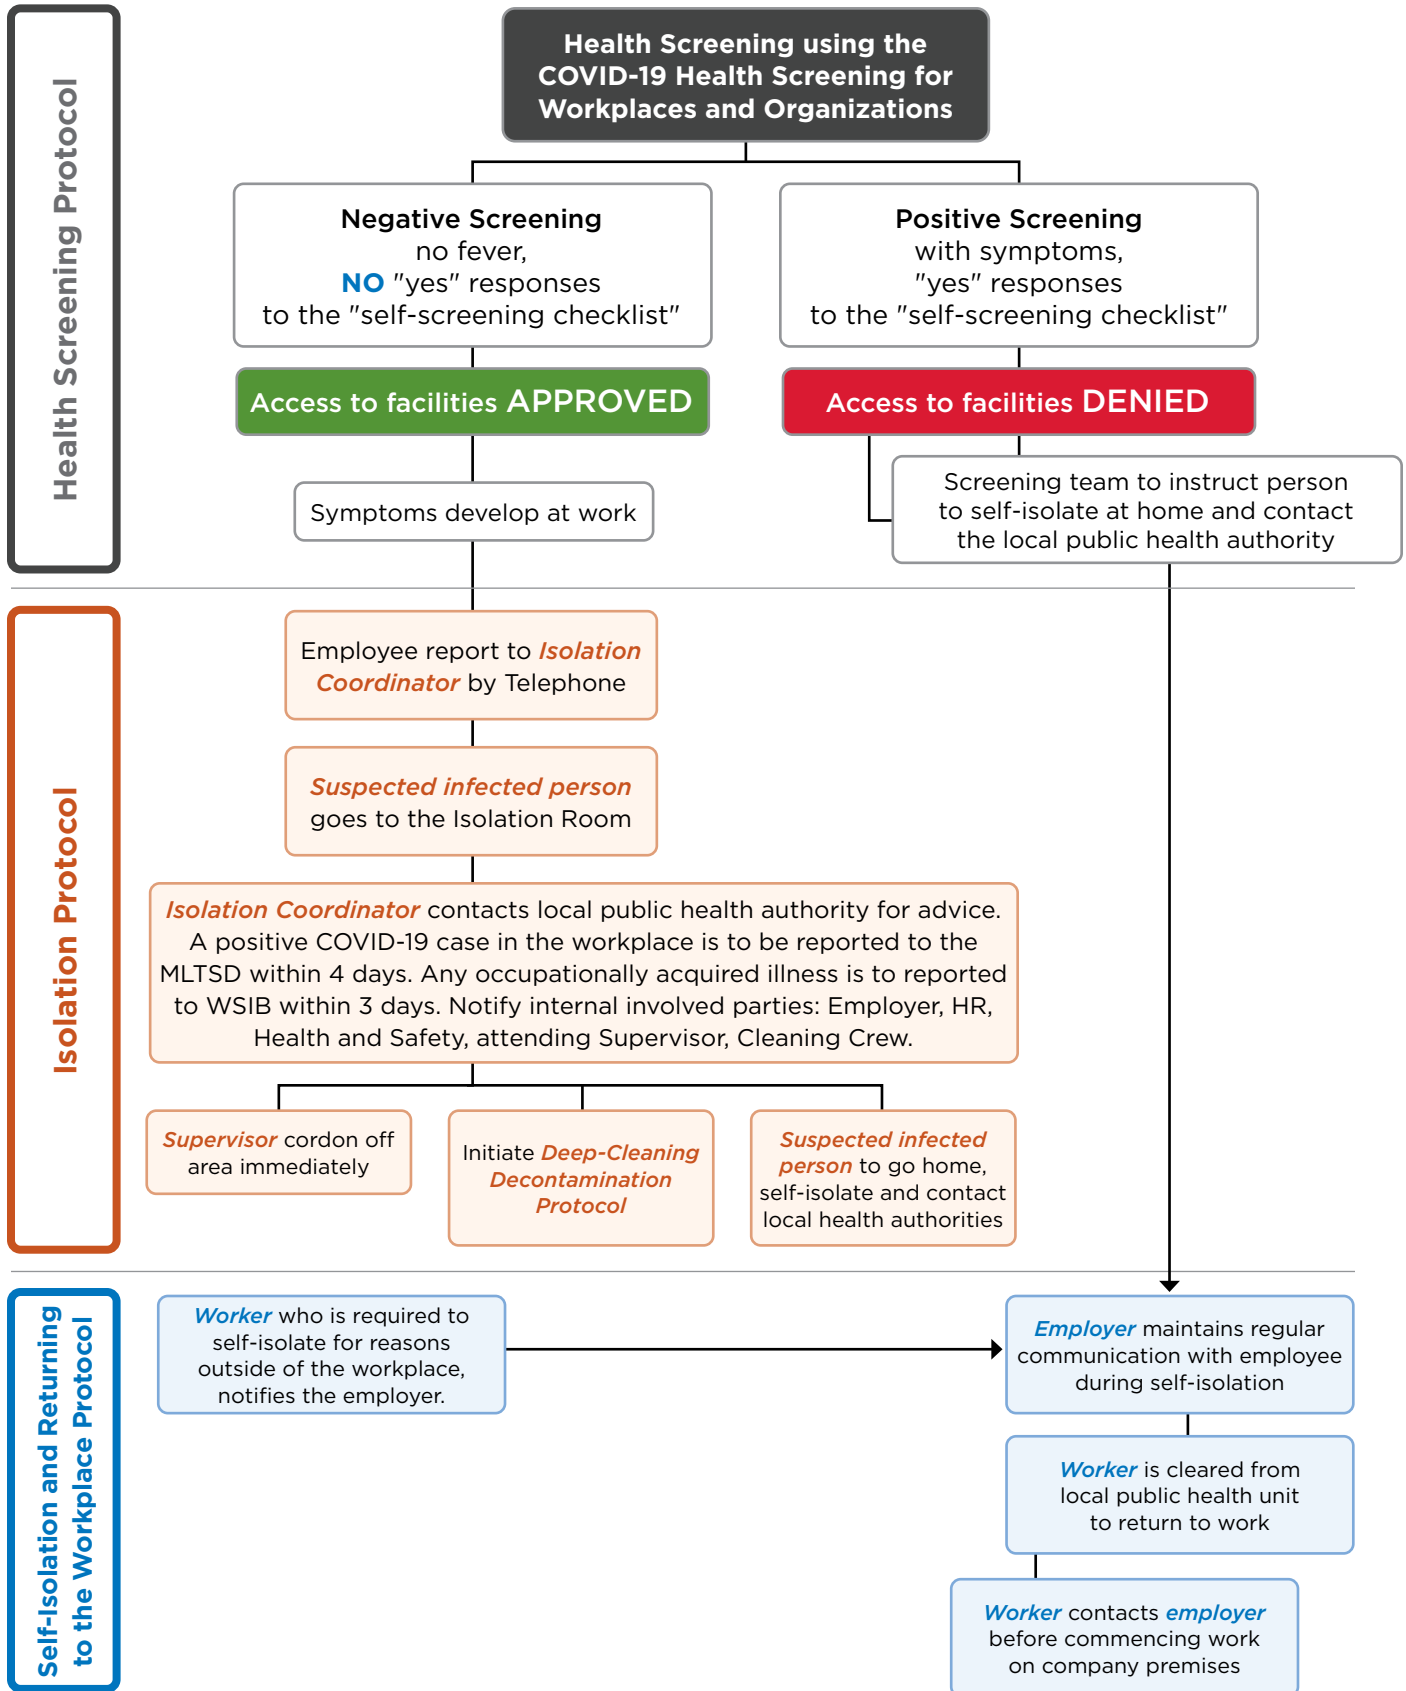 Health Screening Protocol
Health Screening using the
COVID-19 Health Screening for
Workplaces and Organizations
Negative Screening
no fever,
NO "yes" responses
to the "self-screening checklist"
Positive Screening
with symptoms,
"yes" responses
to the "self-screening checklist"
Access to facilities APPROVED
Access to facilities DENIED
Symptoms develop at work
Screening team to instruct person
to self-isolate at home and contact
the local public health authority
Isolation Protocol
Employee report to Isolation
Coordinator by Telephone
Suspected infected person
goes to the Isolation Room
Isolation Coordinator contacts local public health authority for advice.
A positive COVID-19 case in the workplace is to be reported to the
MLTSD within 4 days. Any occupationally acquired illness is to reported
to WSIB within 3 days. Notify internal involved parties: Employer, HR,
Health and Safety, attending Supervisor, Cleaning Crew.
Supervisor cordon off
area immediately
Initiate Deep-Cleaning
Decontamination
Protocol
Suspected infected
person to go home,
self-isolate and contact
local health authorities
Self-Isolation and Returning
to the Workplace Protocol
Worker who is required to
self-isolate for reasons
outside of the workplace,
notifies the employer.
Employer maintains regular
communication with employee
during self-isolation
Worker is cleared from
local public health unit
to return to work
Worker contacts employer
before commencing work
on company premises